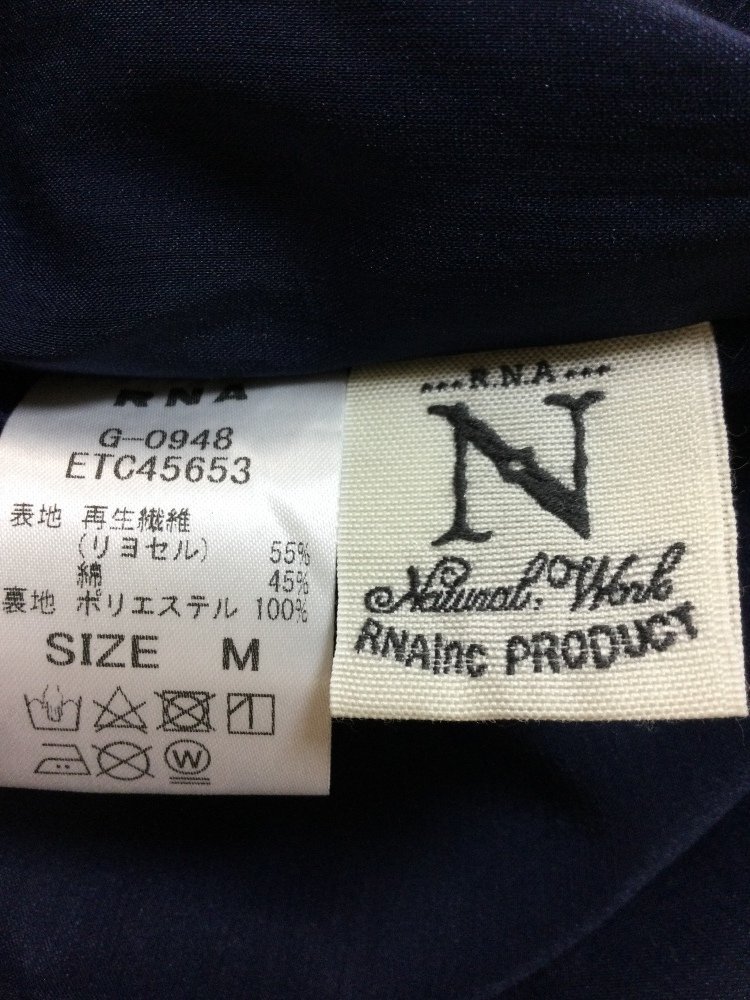 RNA
G-0948
ETC45653
表地 再生繊維
(リヨセル) 55%
綿 45%
裏地 ポリエステル 100%
SIZE M
W
R.N.A
N
Natural, Work
RNAInc PRODUCT